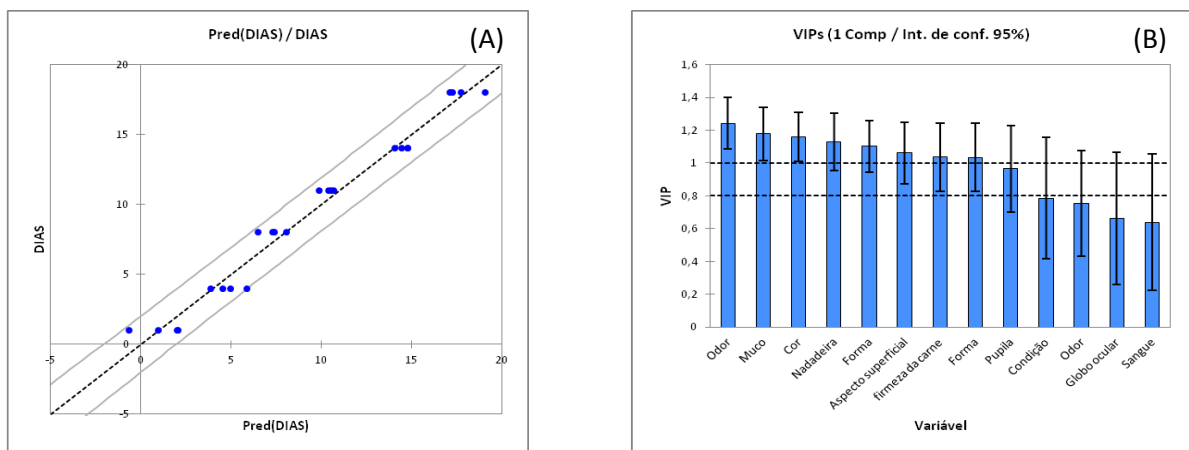 Pred(DIAS) / DIAS
(A)
20
15
10
5
0
-5
-5
0
5
10
15
20
DIAS
Pred(DIAS)
VIPs (1 Comp / Int. de conf. 95%)
(B)
1,6
1,4
1,2
1
0,8
0,6
0,4
0,2
0
VIP
Odor
Muco
Cor
Nadadeira
Forma
Aspecto superficial
firmeza da carne
Forma
Pupila
Condição
Odor
Globo ocular
Sangue
Variável